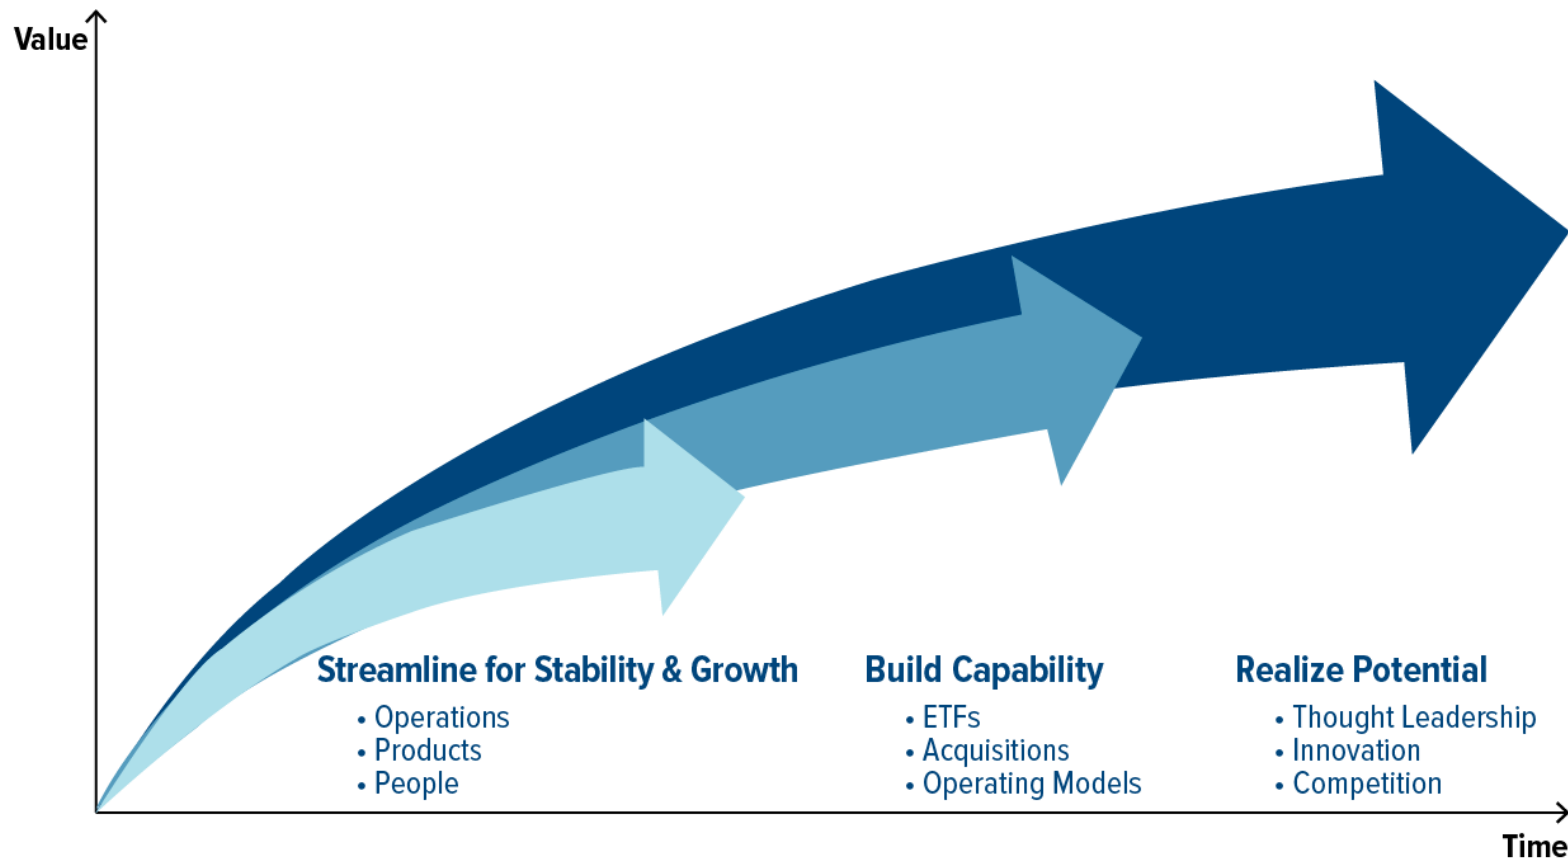 Value
Streamline for Stability & Growth
• Operations
• Products
• People
Build Capability
• ETFs
• Acquisitions
• Operating Models
Realize Potential
• Thought Leadership
• Innovation
• Competition
Time